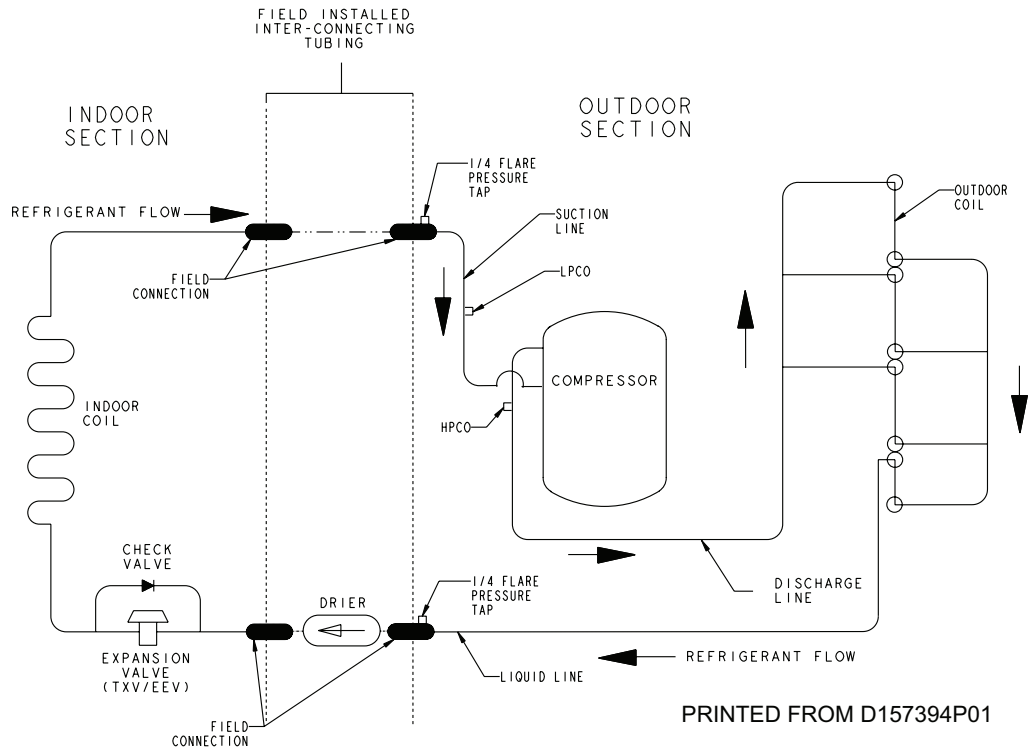 FIELD INSTALLED
INTER-CONNECTING
TUBING
INDOOR
SECTION
OUTDOOR
SECTION
1/4 FLARE
PRESSURE
TAP
OUTDOOR
COIL
REFRIGERANT FLOW
SUCTION
LINE
FIELD
CONNECTION
LPCO
COMPRESSOR
INDOOR
COIL
HPCO
CHECK
VALVE
DRIER
1/4 FLARE
PRESSURE
TAP
DISCHARGE
LINE
EXPANSION
VALVE
(TXV/EEV)
LIQUID LINE
REFRIGERANT FLOW
FIELD
CONNECTION
PRINTED FROM D157394P01